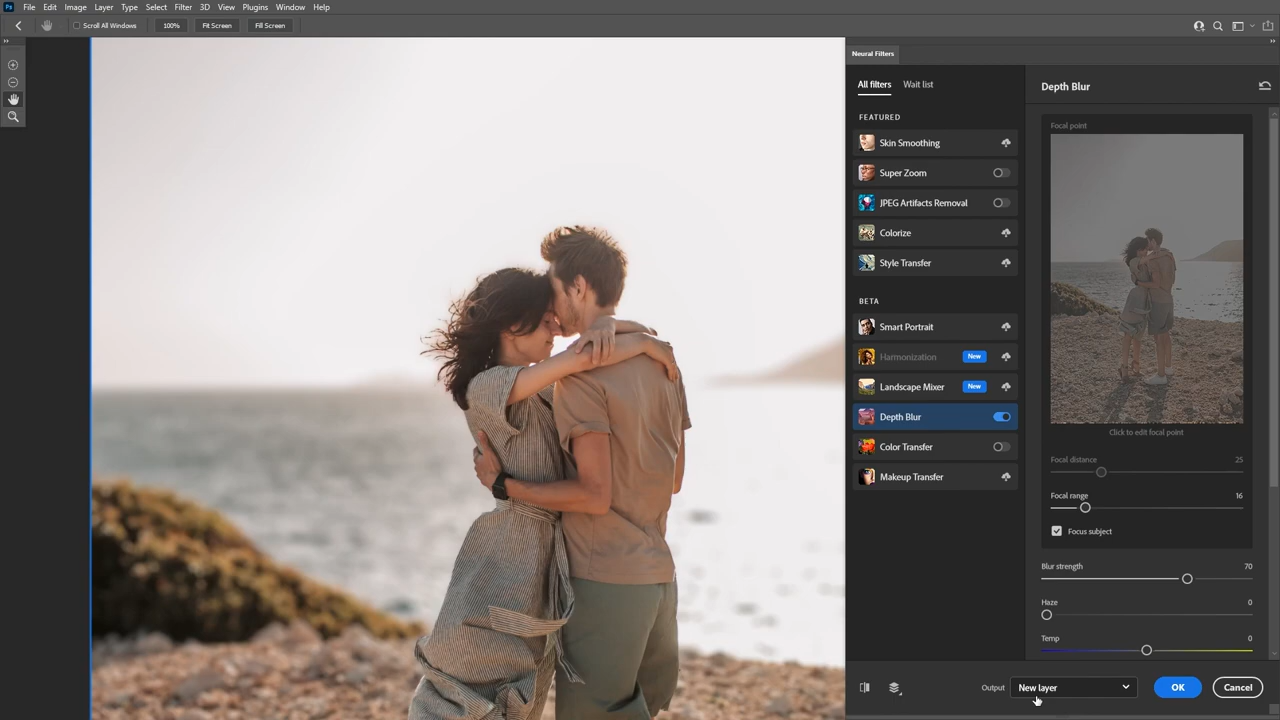 Ps File Edit Image Layer Type Select Filter 3D View Plugins Window Help
Scroll All Windows 100% Fit Screen Fill Screen
Neural Filters
All filters Wait list
FEATURED
Skin Smoothing
Super Zoom
JPEG Artifacts Removal
Colorize
Style Transfer
BETA
Smart Portrait
Harmonization New
Landscape Mixer New
Depth Blur
Color Transfer
Makeup Transfer
Depth Blur
Focal point
Click to edit focal point
Focal distance 25
Focal range 16
Focus subject
Blur strength 70
Haze 0
Temp 0
Output New layer OK Cancel